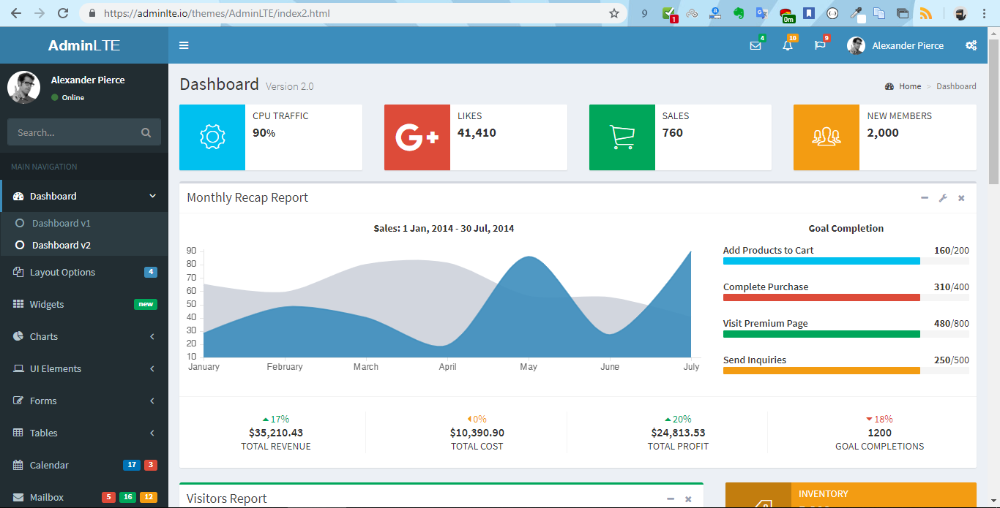 https://adminlte.io/themes/AdminLTE/index2.html
9
1
0m
AdminLTE
4
10
9
Alexander Pierce
Alexander Pierce
Online
Search...
MAIN NAVIGATION
Dashboard
Dashboard v1
Dashboard v2
Layout Options 4
Widgets new
Charts
UI Elements
Forms
Tables
Calendar 17 3
Mailbox 5 16 12
Dashboard Version 2.0
Home > Dashboard
CPU TRAFFIC
90%
G+
LIKES
41,410
SALES
760
NEW MEMBERS
2,000
Monthly Recap Report
Sales: 1 Jan, 2014 - 30 Jul, 2014
90
80
70
60
50
40
30
20
10
January February March April May June July
Goal Completion
Add Products to Cart 160/200
Complete Purchase 310/400
Visit Premium Page 480/800
Send Inquiries 250/500
17%
$35,210.43
TOTAL REVENUE
0%
$10,390.90
TOTAL COST
20%
$24,813.53
TOTAL PROFIT
18%
1200
GOAL COMPLETIONS
Visitors Report
INVENTORY